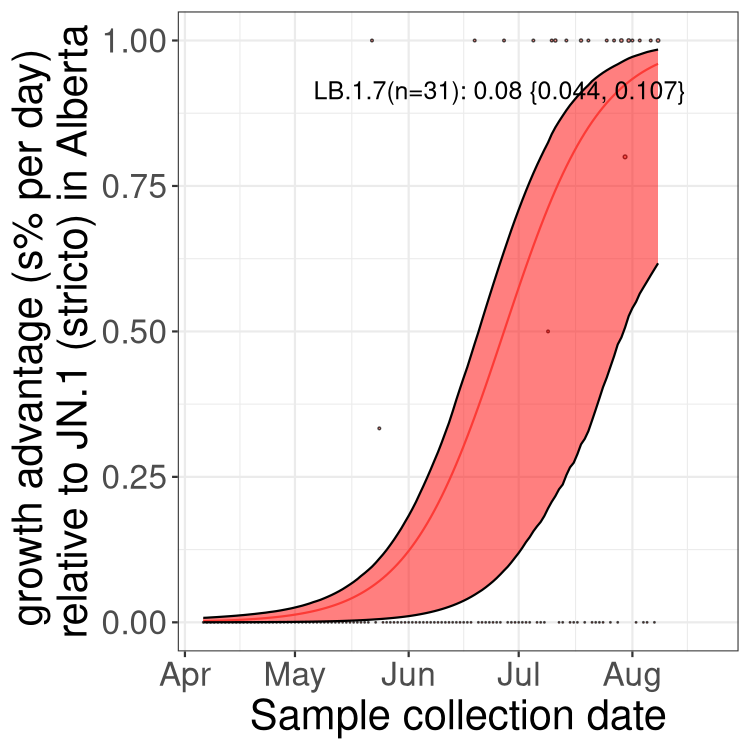 growth advantage (s% per day)
relative to JN.1 (stricto) in Alberta
1.00
0.75
0.50
0.25
0.00
LB.1.7(n=31): 0.08 {0.044, 0.107}
Apr May Jun Jul Aug
Sample collection date